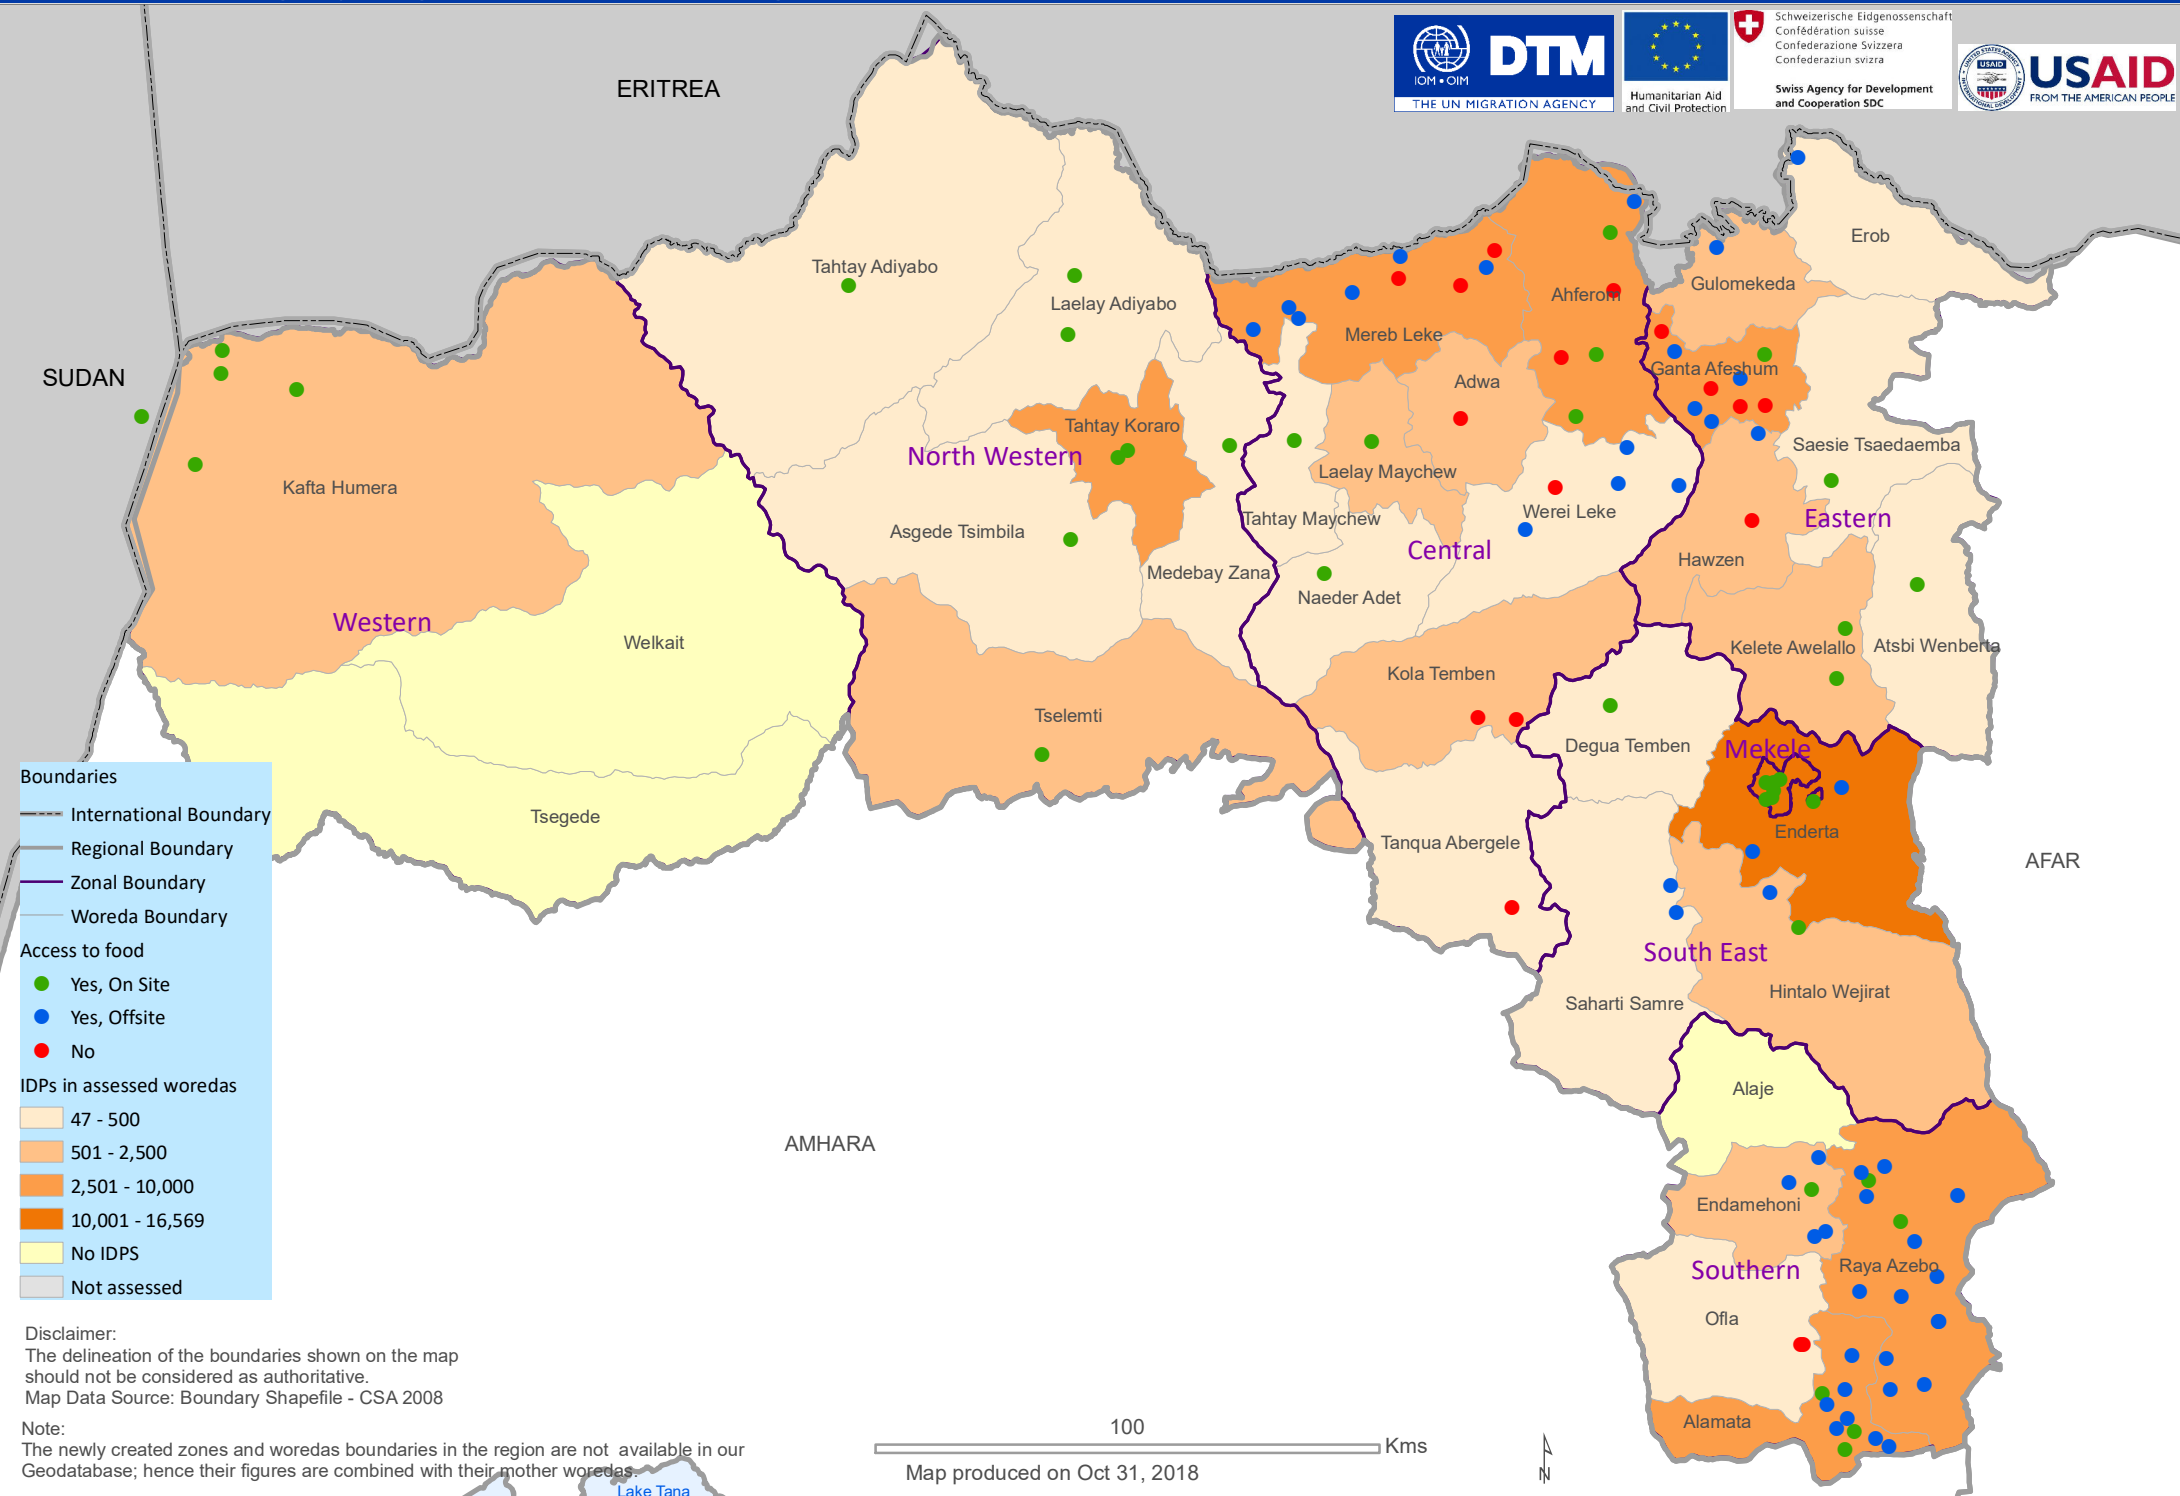 ERITREA
IOM • OIM
DTM
THE UN MIGRATION AGENCY
Humanitarian Aid
and Civil Protection
Schweizerische Eidgenossenschaft
Confédération suisse
Confederazione Svizzera
Confederaziun svizra
Swiss Agency for Development
and Cooperation SDC
USAID
USAID
FROM THE AMERICAN PEOPLE
Erob
Tahtay Adiyabo
Laelay Adiyabo
Gulomekeda
Ahferom
Mereb Leke
SUDAN
Ganta Afeshum
Adwa
Tahtay Koraro
North Western
Saesie Tsaedaemba
Laelay Maychew
Kafta Humera
Werei Leke
Tahtay Maychew
Eastern
Asgede Tsimbila
Central
Hawzen
Medebay Zana
Naeder Adet
Western
Welkait
Kelete Awelallo
Atsbi Wenberta
Kola Temben
Tselemti
Degua Temben
Mekele
Tsegede
Enderta
Tanqua Abergele
AFAR
South East
Hintalo Wejirat
Saharti Samre
Alaje
AMHARA
Endamehoni
Southern
Raya Azebo
Ofla
Alamata
Boundaries
International Boundary
Regional Boundary
Zonal Boundary
Woreda Boundary
Access to food
Yes, On Site
Yes, Offsite
No
IDPs in assessed woredas
47 - 500
501 - 2,500
2,501 - 10,000
10,001 - 16,569
No IDPS
Not assessed
Disclaimer:
The delineation of the boundaries shown on the map
should not be considered as authoritative.
Map Data Source: Boundary Shapefile - CSA 2008
Note:
The newly created zones and woredas boundaries in the region are not available in our
Geodatabase; hence their figures are combined with their mother woredas.
Lake Tana
100
Kms
Map produced on Oct 31, 2018
N